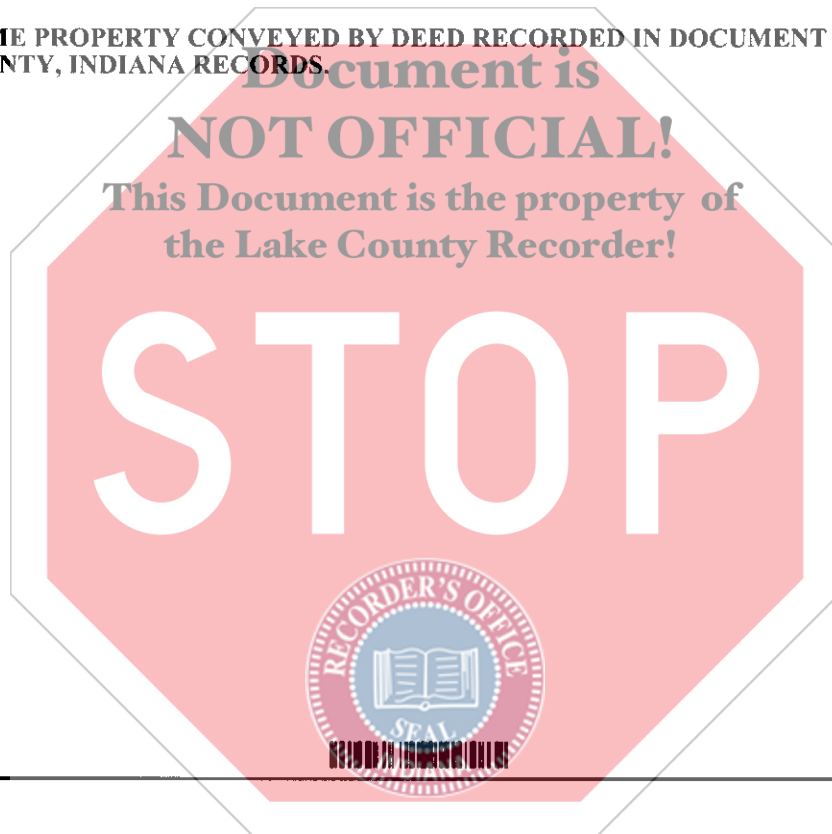 PROPERTY CONVEYED BY DEED RECORDED IN DOCUMENT
INDIANA RECORDS.
Document is
NOT OFFICIAL!
This Document is the property of
the Lake County Recorder!
STOP
RECORDER'S OFFICE
SEAL
INDIANA